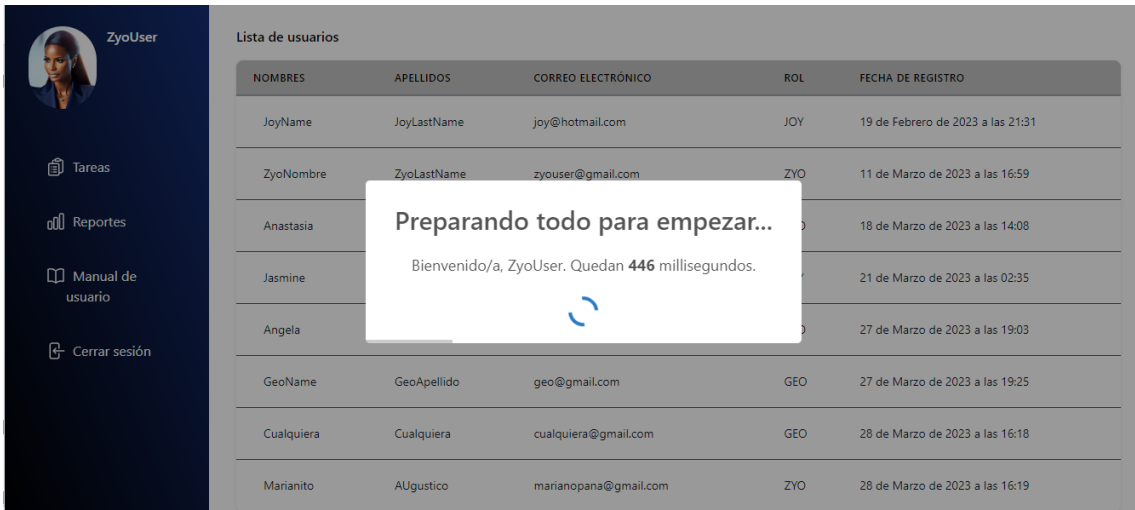 ZyoUser
Tareas
Reportes
Manual de
usuario
Cerrar sesión
Lista de usuarios
NOMBRES APELLIDOS CORREO ELECTRÓNICO ROL FECHA DE REGISTRO
JoyName JoyLastName joy@hotmail.com JOY 19 de Febrero de 2023 a las 21:31
ZyoNombre ZyoLastName zyouser@gmail.com ZYO 11 de Marzo de 2023 a las 16:59
Anastasia 18 de Marzo de 2023 a las 14:08
Jasmine 21 de Marzo de 2023 a las 02:35
Angela 27 de Marzo de 2023 a las 19:03
GeoName GeoApellido geo@gmail.com GEO 27 de Marzo de 2023 a las 19:25
Cualquiera Cualquiera cualquiera@gmail.com GEO 28 de Marzo de 2023 a las 16:18
Marianito AUgustico marianopana@gmail.com ZYO 28 de Marzo de 2023 a las 16:19
Preparando todo para empezar...
Bienvenido/a, ZyoUser. Quedan 446 millisegundos.